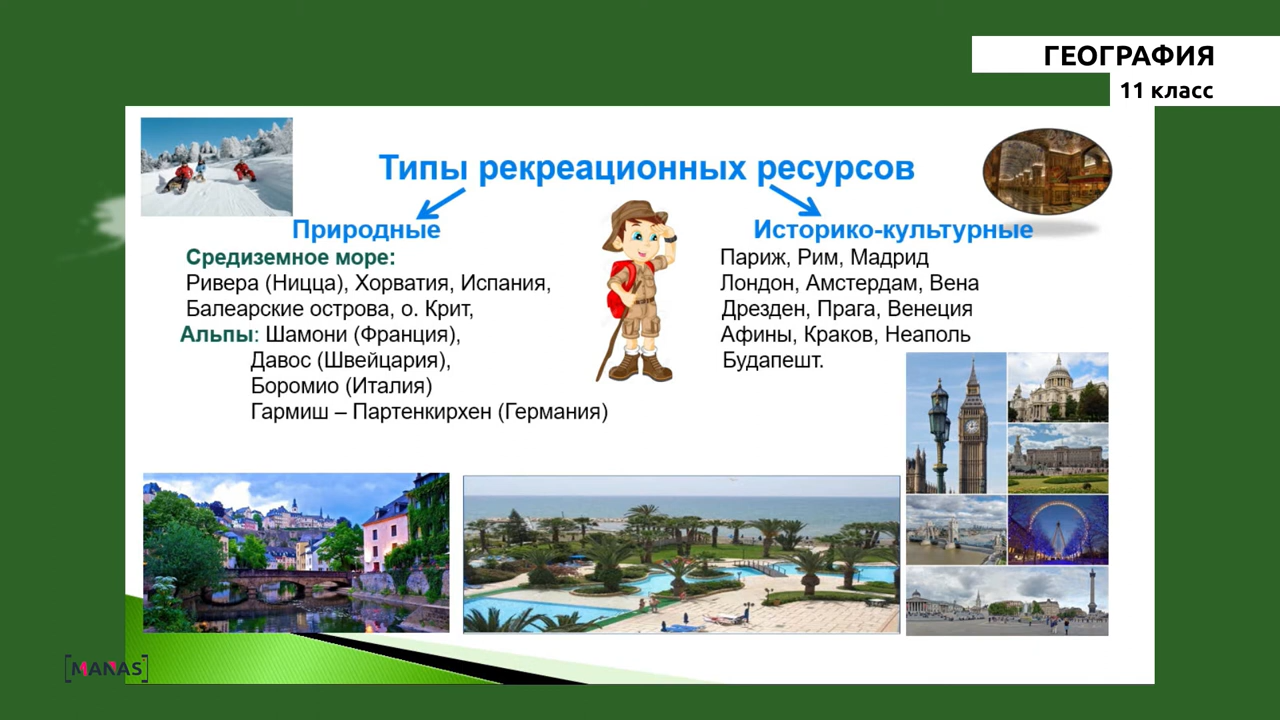 ГЕОГРАФИЯ
11 класс
Типы рекреационных ресурсов
Природные
Средиземное море:
Ривера (Ницца), Хорватия, Испания,
Балеарские острова, о. Крит,
Альпы: Шамони (Франция),
Давос (Швейцария),
Боромио (Италия)
Гармиш – Партенкирхен (Германия)
Историко-культурные
Париж, Рим, Мадрид
Лондон, Амстердам, Вена
Дрезден, Прага, Венеция
Афины, Краков, Неаполь
Будапешт.
[MANAS]